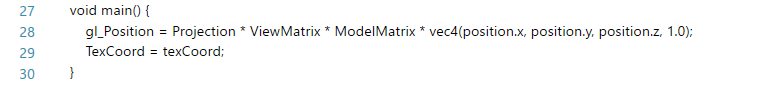 27 void main() {
28 gl_Position = Projection * ViewMatrix * ModelMatrix * vec4(position.x, position.y, position.z, 1.0);
29 TexCoord = texCoord;
30 }